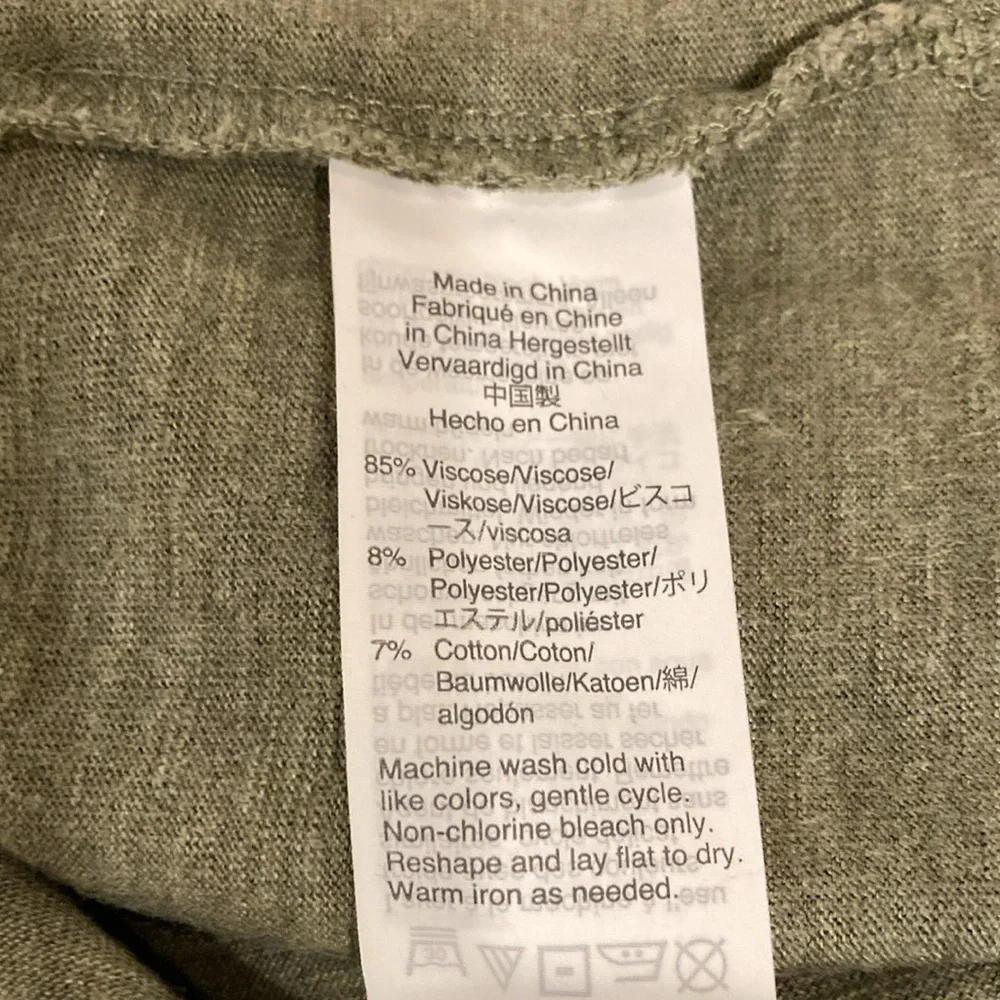 Made in China
Fabriqué en Chine
in China Hergestellt
Vervaardigd in China
中国製
Hecho en China
85% Viscose/Viscose/
Viskose/Viscose/ビスコ
ース/viscosa
8% Polyester/Polyester/
Polyester/Polyester/ポリ
エステル/poliéster
7% Cotton/Coton/
Baumwolle/Katoen/綿/
algodón
Machine wash cold with
like colors, gentle cycle.
Non-chlorine bleach only.
Reshape and lay flat to dry.
Warm iron as needed.
30